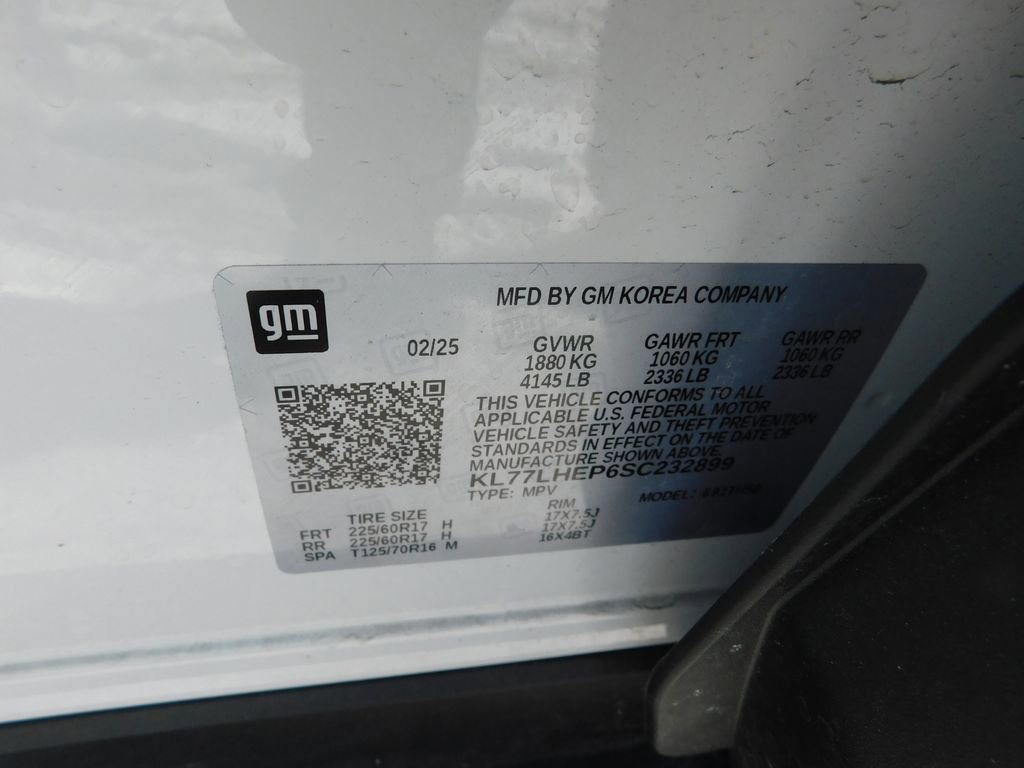 gm
MFD BY GM KOREA COMPANY
02/25
GVWR GAWR FRT GAWR RR
1880 KG 1060 KG 1060 KG
4145 LB 2336 LB 2336 LB
THIS VEHICLE CONFORMS TO ALL
APPLICABLE U.S. FEDERAL MOTOR
VEHICLE SAFETY AND THEFT PREVENTION
STANDARDS IN EFFECT ON THE DATE OF
MANUFACTURE SHOWN ABOVE.
KL77LHEP6SC232899
TYPE: MPV MODEL:
TIRE SIZE RIM
FRT 225/60R17 H 17X7.5J
RR 225/60R17 H 17X7.5J
SPA T125/70R16 M 16X4BT